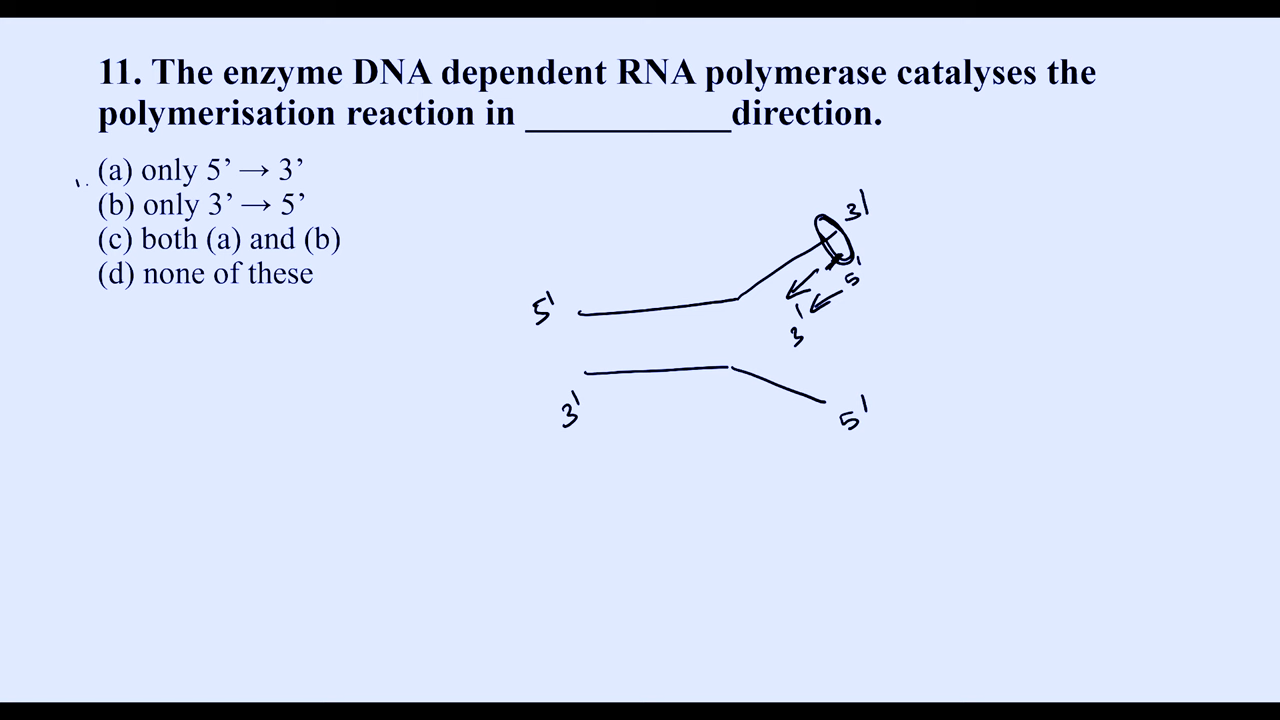 11. The enzyme DNA dependent RNA polymerase catalyses the
polymerisation reaction in ____________direction.
(a) only 5’ → 3’
(b) only 3’ → 5’
(c) both (a) and (b)
(d) none of these
3'
5'
5'
3'
3'
5'